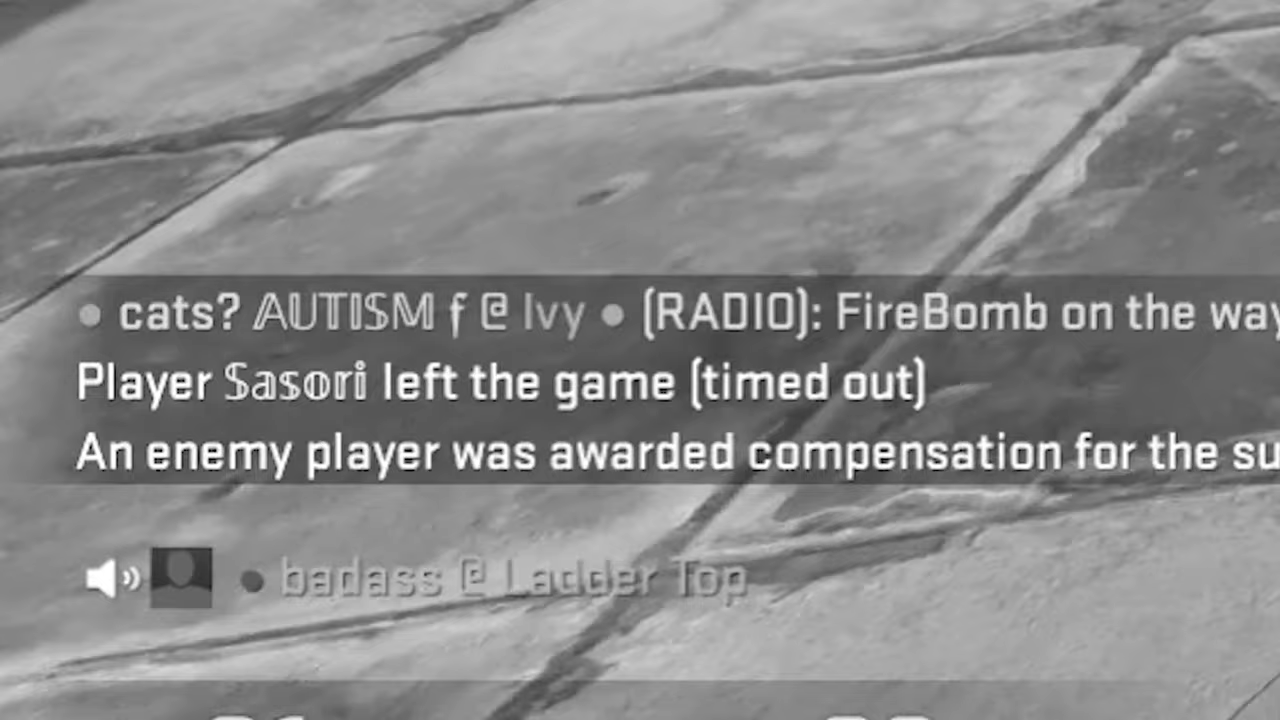 ● cats? 𝔸𝕌𝕋𝕀𝕊𝕄 f @ Ivy ● (RADIO): FireBomb on the way
Player 𝕊𝕒𝕤𝕠𝕣𝕚 left the game (timed out)
An enemy player was awarded compensation for the su
● badass @ Ladder Top